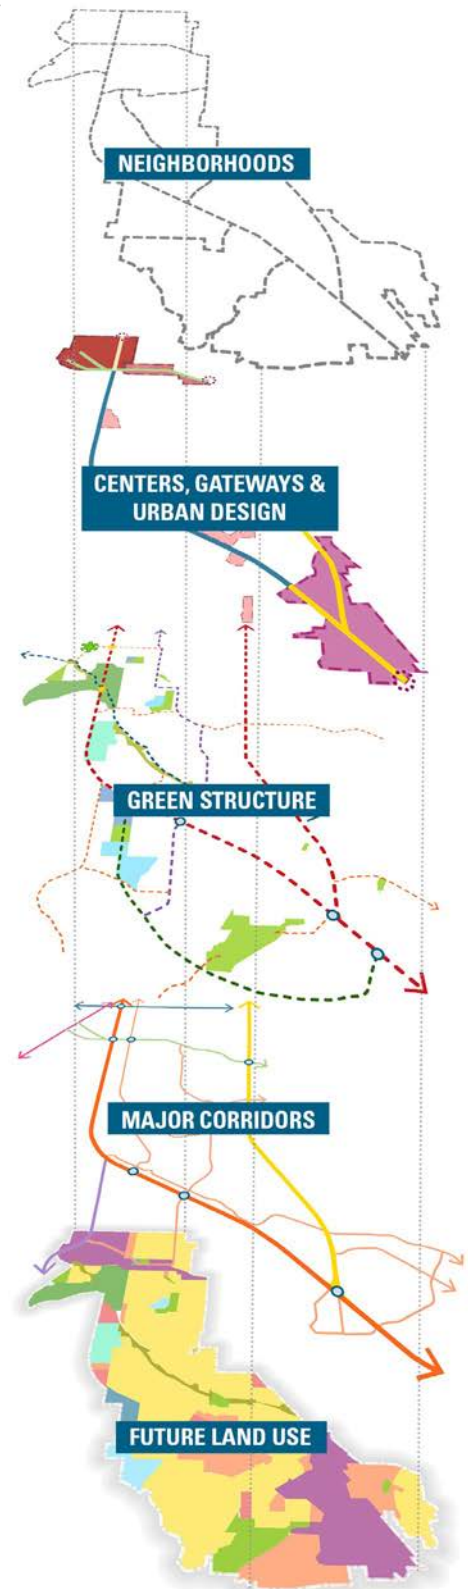 NEIGHBORHOODS
CENTERS, GATEWAYS &
URBAN DESIGN
GREEN STRUCTURE
MAJOR CORRIDORS
FUTURE LAND USE